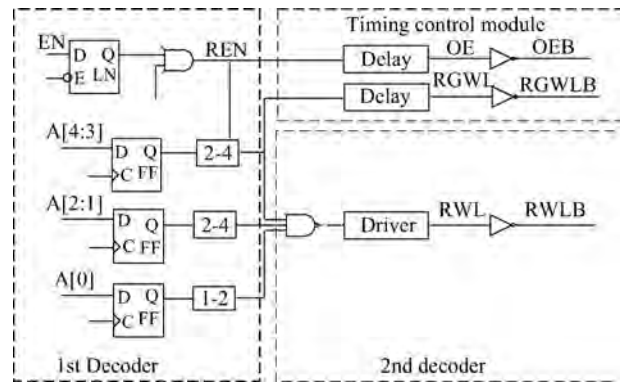 Timing control module
EN
D Q
E LN
REN
Delay
OE
OEB
Delay
RGWL
RGWLB
A[4:3]
D Q
C FF
2-4
A[2:1]
D Q
C FF
2-4
Driver
RWL
RWLB
A[0]
D Q
C FF
1-2
1st Decoder
2nd decoder